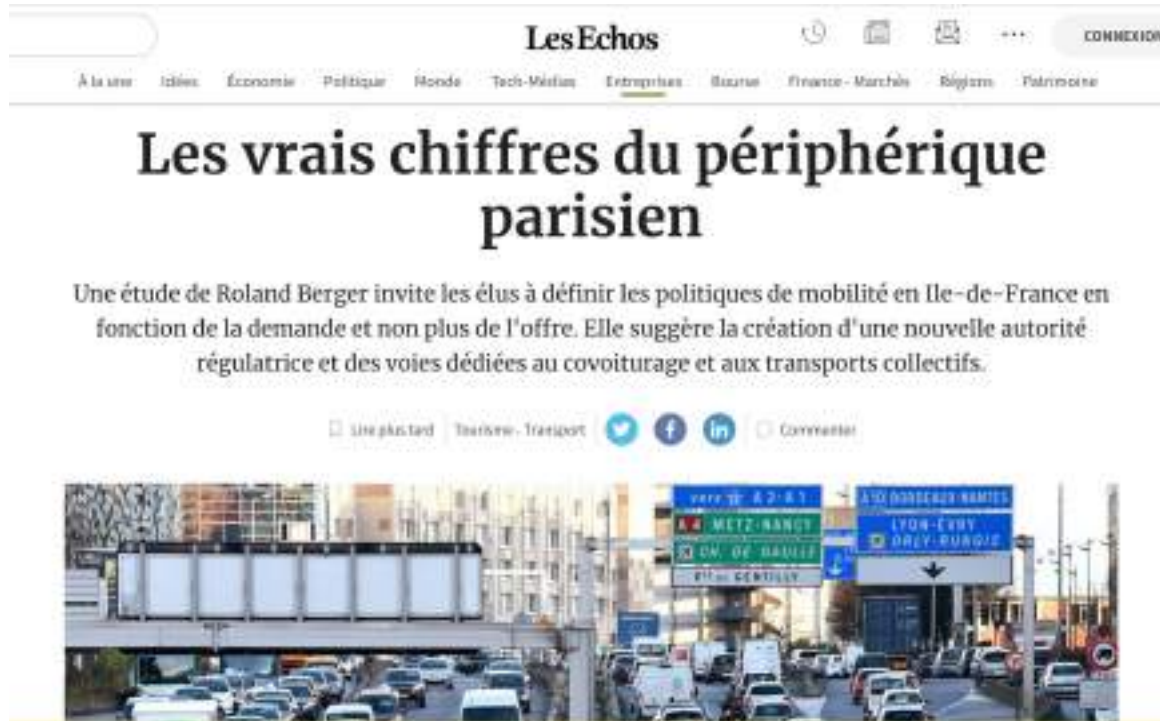 Les Echos
CONNEXION
À la une Idées Économie Politique Monde Tech-Médias Entreprises Bourse Finance - Marchés Régions Patrimoine
Les vrais chiffres du périphérique
parisien
Une étude de Roland Berger invite les élus à définir les politiques de mobilité en Ile-de-France en
fonction de la demande et non plus de l'offre. Elle suggère la création d'une nouvelle autorité
régulatrice et des voies dédiées au covoiturage et aux transports collectifs.
Lire plus tard Tourisme - Transport Commenter
METZ-NANCY
CH. DE GAULLE
GENTILLY
A10 BORDEAUX-NANTES
LYON-ÉVRY
ORLY-RUNGIS